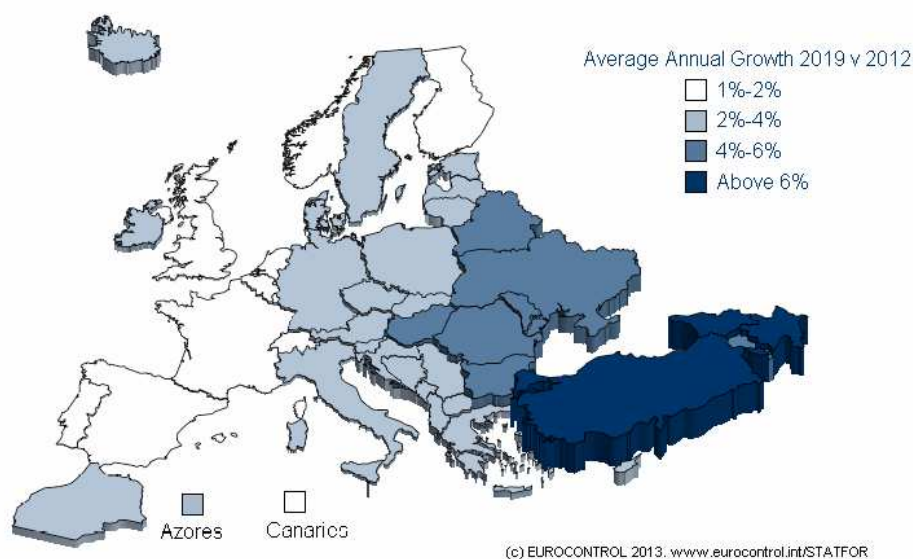 Average Annual Growth 2019 v 2012
1%-2%
2%-4%
4%-6%
Above 6%
Azores
Canaries
(c) EUROCONTROL 2013. www.eurocontrol.int/STATFOR